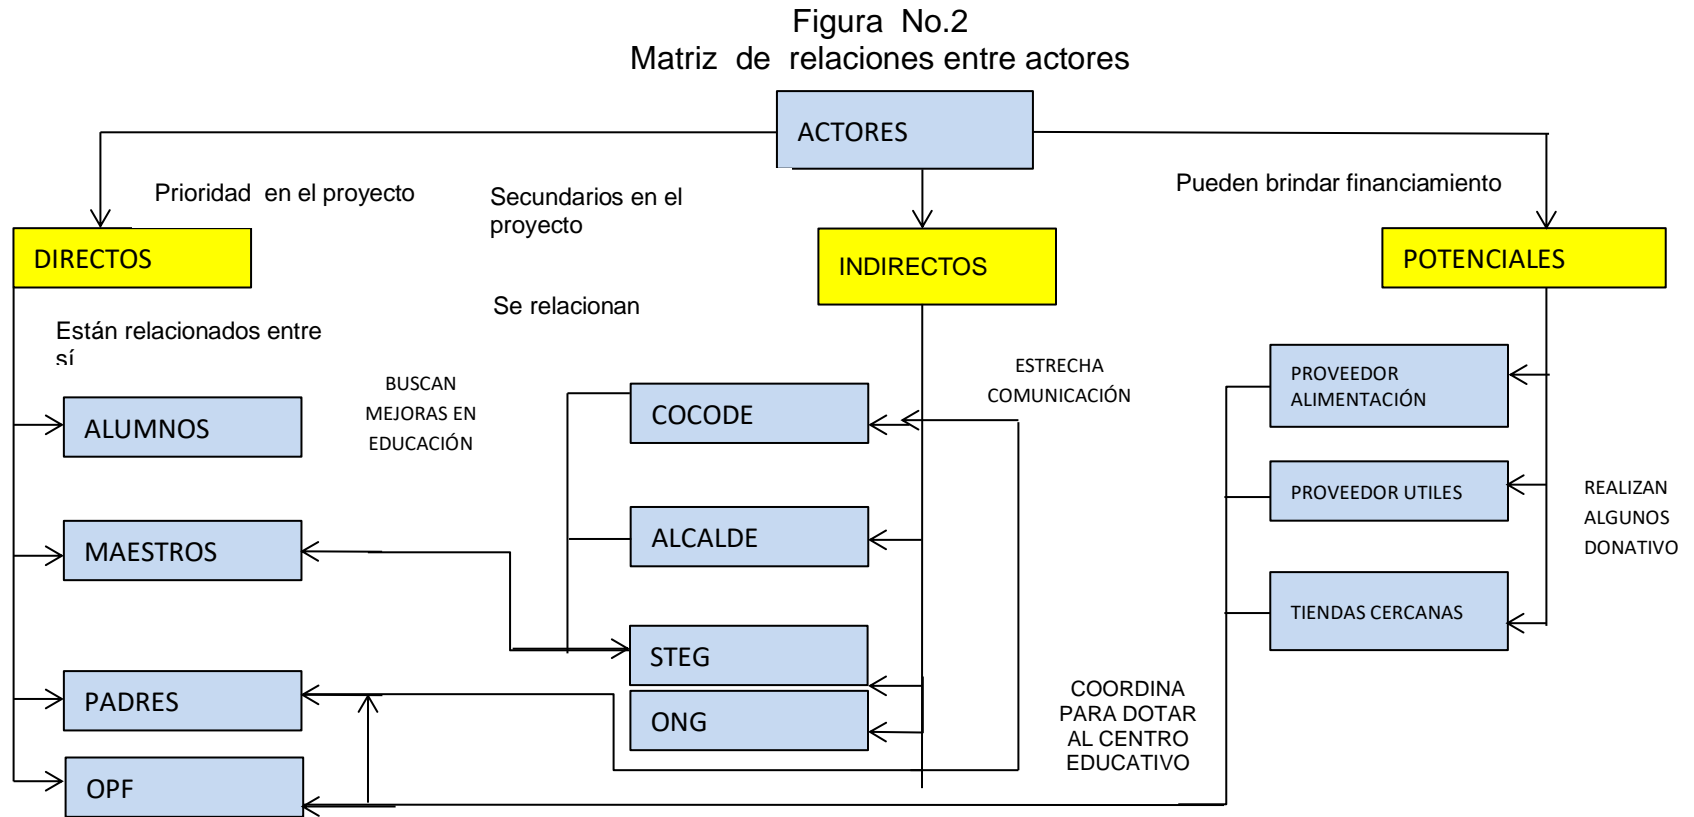 Figura No.2
Matriz de relaciones entre actores
ACTORES
Prioridad en el proyecto
Secundarios en el
proyecto
Pueden brindar financiamiento
DIRECTOS
INDIRECTOS
POTENCIALES
Se relacionan
Están relacionados entre
sí
BUSCAN
MEJORAS EN
EDUCACIÓN
ESTRECHA
COMUNICACIÓN
PROVEEDOR
ALIMENTACIÓN
ALUMNOS
COCODE
PROVEEDOR UTILES
REALIZAN
ALGUNOS
DONATIVO
MAESTROS
ALCALDE
TIENDAS CERCANAS
STEG
PADRES
ONG
COORDINA
PARA DOTAR
AL CENTRO
EDUCATIVO
OPF